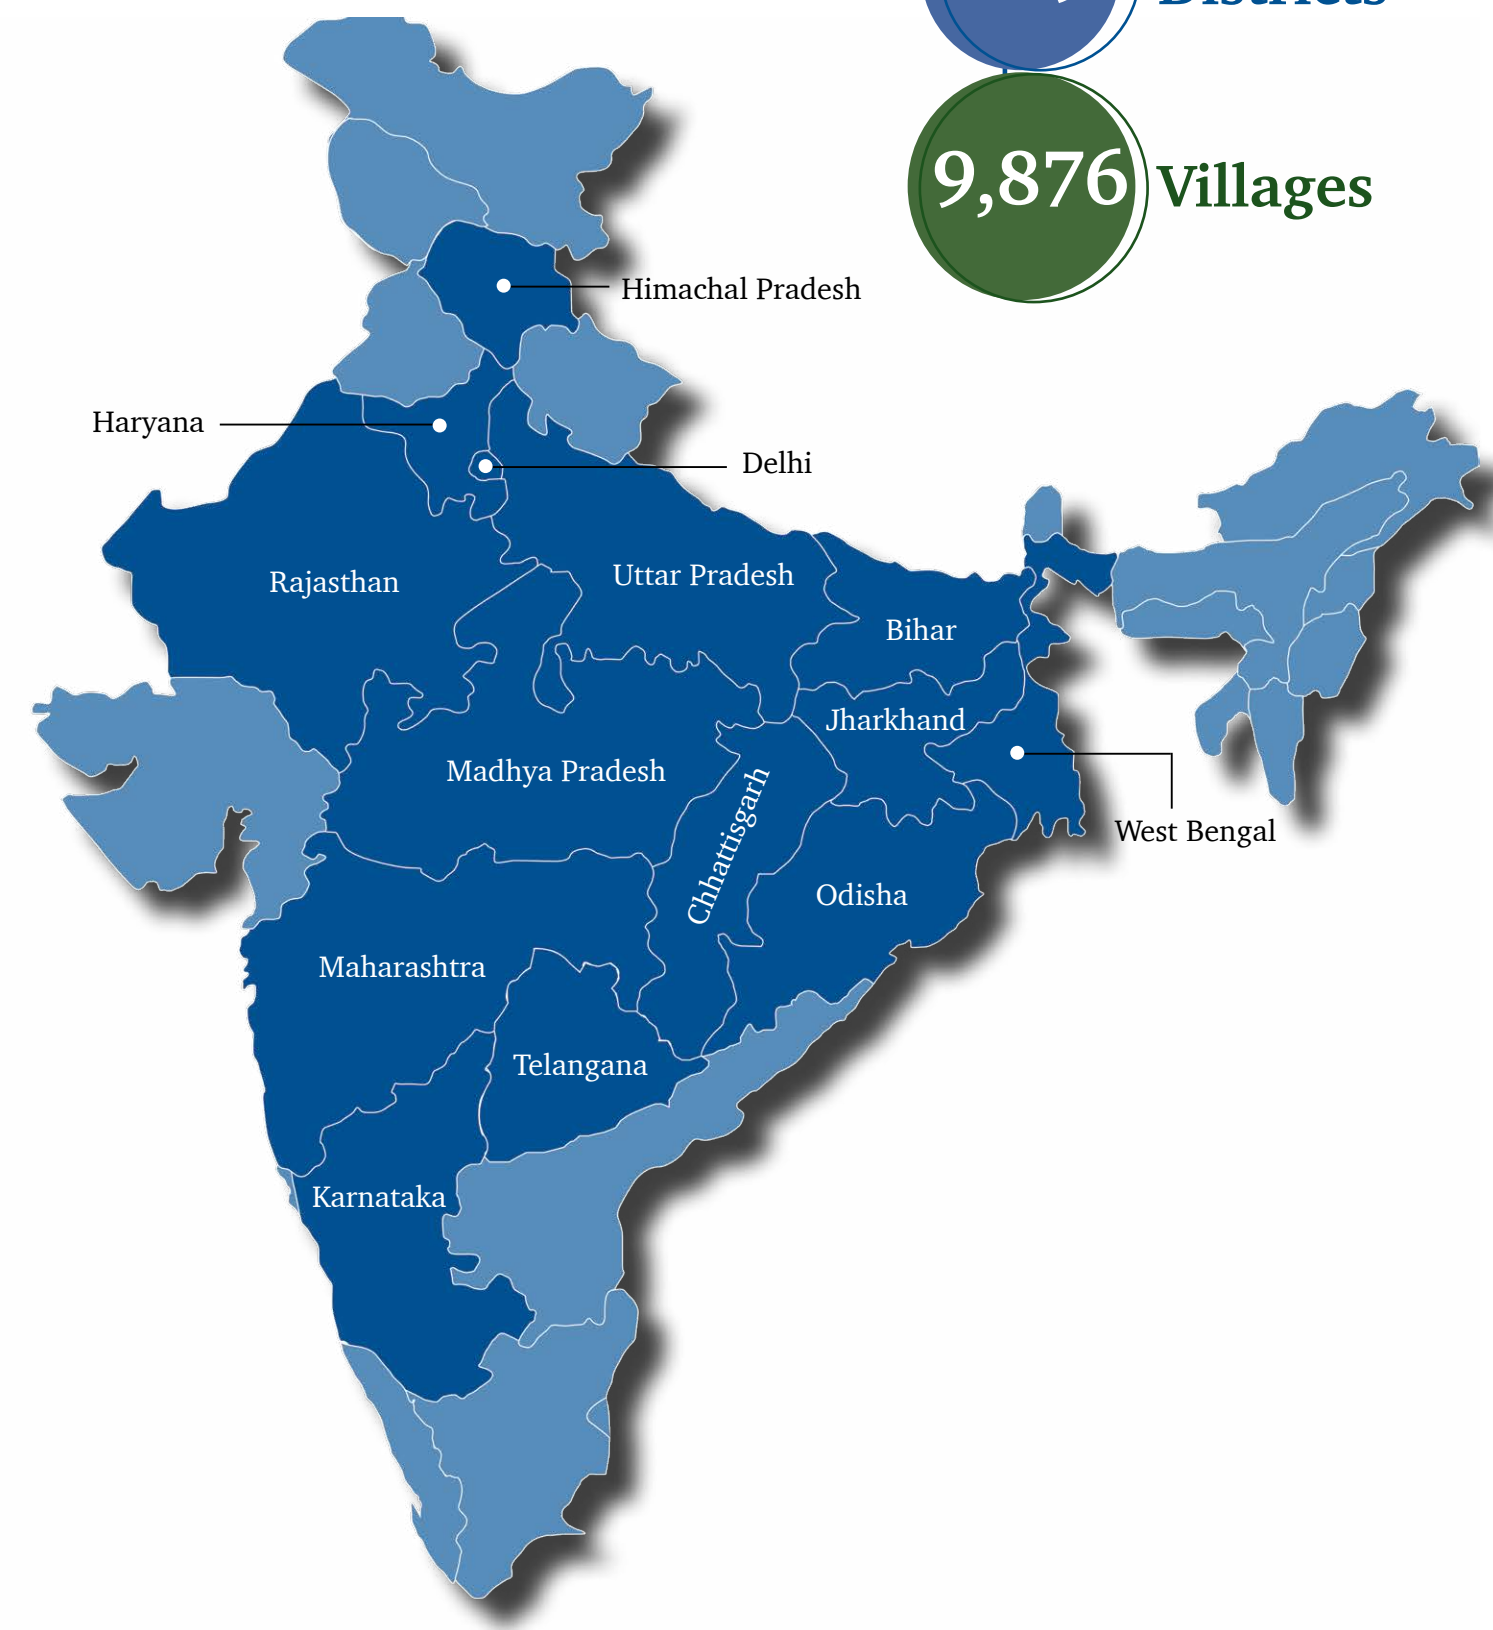 Districts
9,876 Villages
Himachal Pradesh
Haryana
Delhi
Rajasthan
Uttar Pradesh
Bihar
Jharkhand
Madhya Pradesh
Chhattisgarh
West Bengal
Odisha
Maharashtra
Telangana
Karnataka